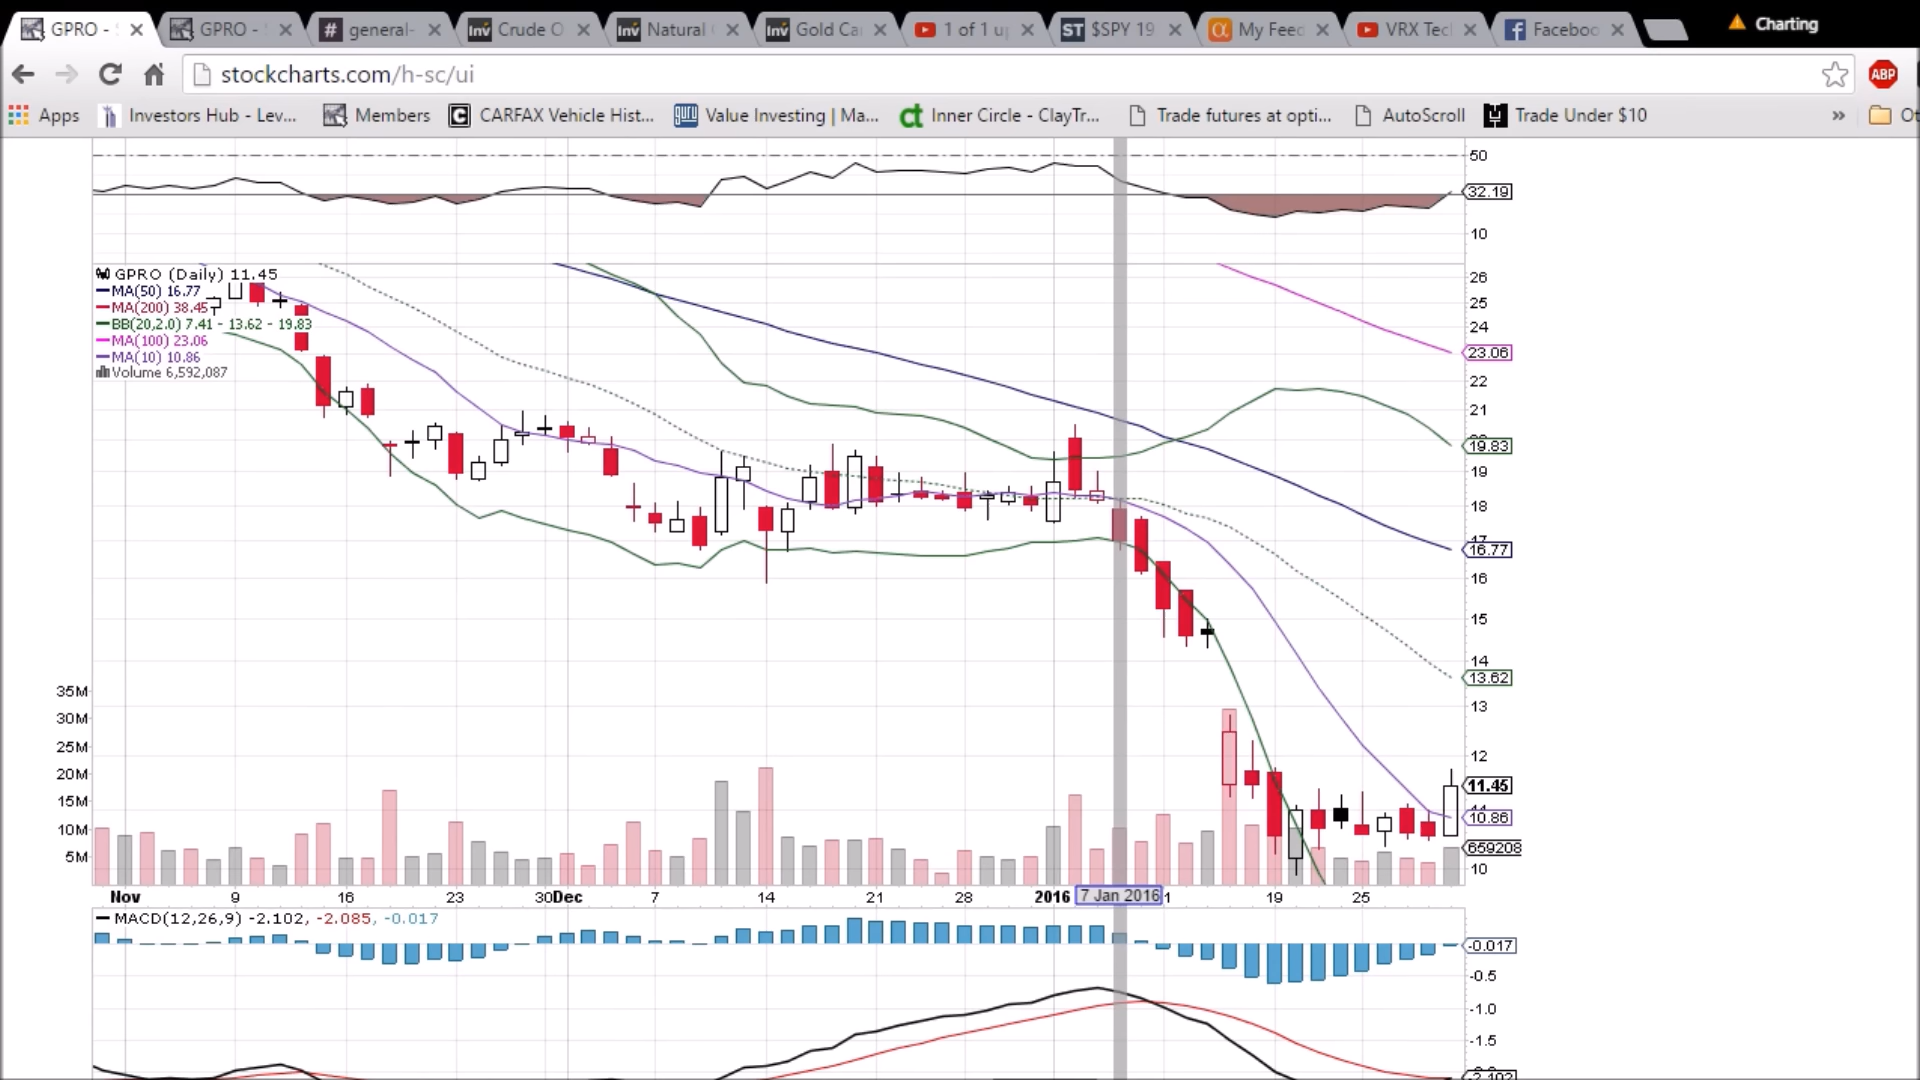 GPRO - S
GPRO - S
general-
Crude O
Natural
Gold Ca
1 of 1 up
ST $SPY 19
My Feed
VRX Tec
Faceboo
Charting
stockcharts.com/h-sc/ui
ABP
Apps
Investors Hub - Lev...
Members
CARFAX Vehicle Hist...
Value Investing | Ma...
Inner Circle - ClayTr...
Trade futures at opti...
AutoScroll
Trade Under $10
»
50
32.19
10
GPRO (Daily) 11.45
MA(50) 16.77
MA(200) 38.45
BB(20,2.0) 7.41 - 13.62 - 19.83
MA(100) 23.06
MA(10) 10.86
Volume 6,592,087
26
25
24
23.06
22
21
19.83
19
18
17
16.77
16
15
14
13.62
13
12
11.45
10.86
659208
10
35M
30M
25M
20M
15M
10M
5M
Nov 9 16 23 30 Dec 7 14 21 28 2016 7 Jan 2016 1 19 25
MACD(12,26,9) -2.102, -2.085, -0.017
-0.017
-0.5
-1.0
-1.5
-2.102